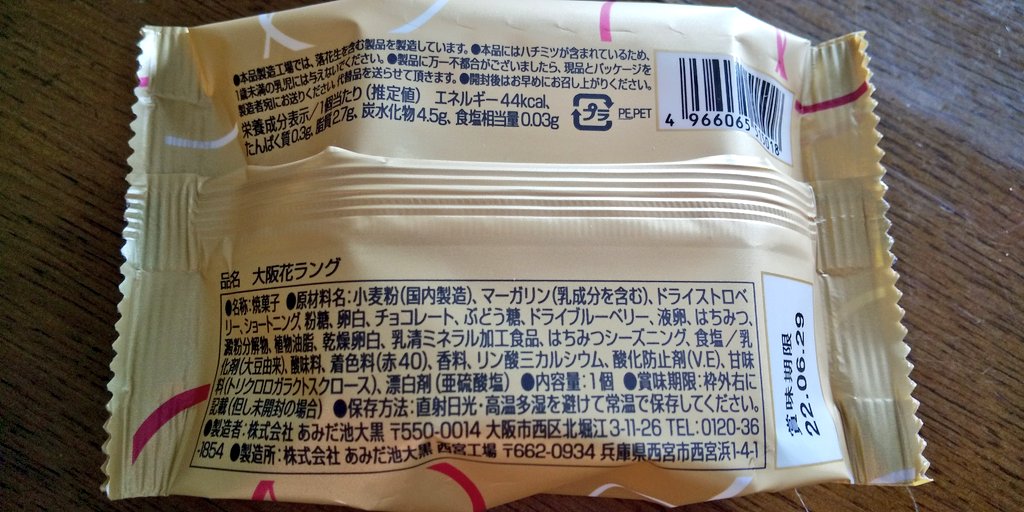 ●本品製造工場では、落花生を含む製品を製造しています。●本品にはハチミツが含まれているため、
1歳未満の乳児には与えないでください。●製品に万一不都合がございましたら、現品とパッケージを
製造者宛にお送りください。代替品を送らせて頂きます。●開封後はお早めにお召し上がりください。
栄養成分表示/1個当たり(推定値) エネルギー44kcal、
たんぱく質0.3g、脂質2.7g、炭水化物4.5g、食塩相当量0.03g
プラ
PE,PET
4 966065
品名 大阪花ラング
●名称:焼菓子 ●原材料名:小麦粉(国内製造)、マーガリン(乳成分を含む)、ドライストロベ
リー、ショートニング、粉糖、卵白、チョコレート、ぶどう糖、ドライブルーベリー、液卵、はちみつ、
澱粉分解物、植物油脂、乾燥卵白、乳清ミネラル加工食品、はちみつシーズニング、食塩/乳
化剤(大豆由来)、酸味料、着色料(赤40)、香料、リン酸三カルシウム、酸化防止剤(V.E)、甘味
料(トリクロロガラクトスクロース)、漂白剤(亜硫酸塩) ●内容量:1個 ●賞味期限:枠外右に
記載(但し未開封の場合) ●保存方法:直射日光・高温多湿を避けて常温で保存してください。
●製造者:株式会社 あみだ池大黒 〒550-0014 大阪市西区北堀江3-11-26 TEL:0120-36
-1854 ●製造所:株式会社 あみだ池大黒 西宮工場 〒662-0934 兵庫県西宮市西宮浜1-4-1
賞味期限
22.06.29